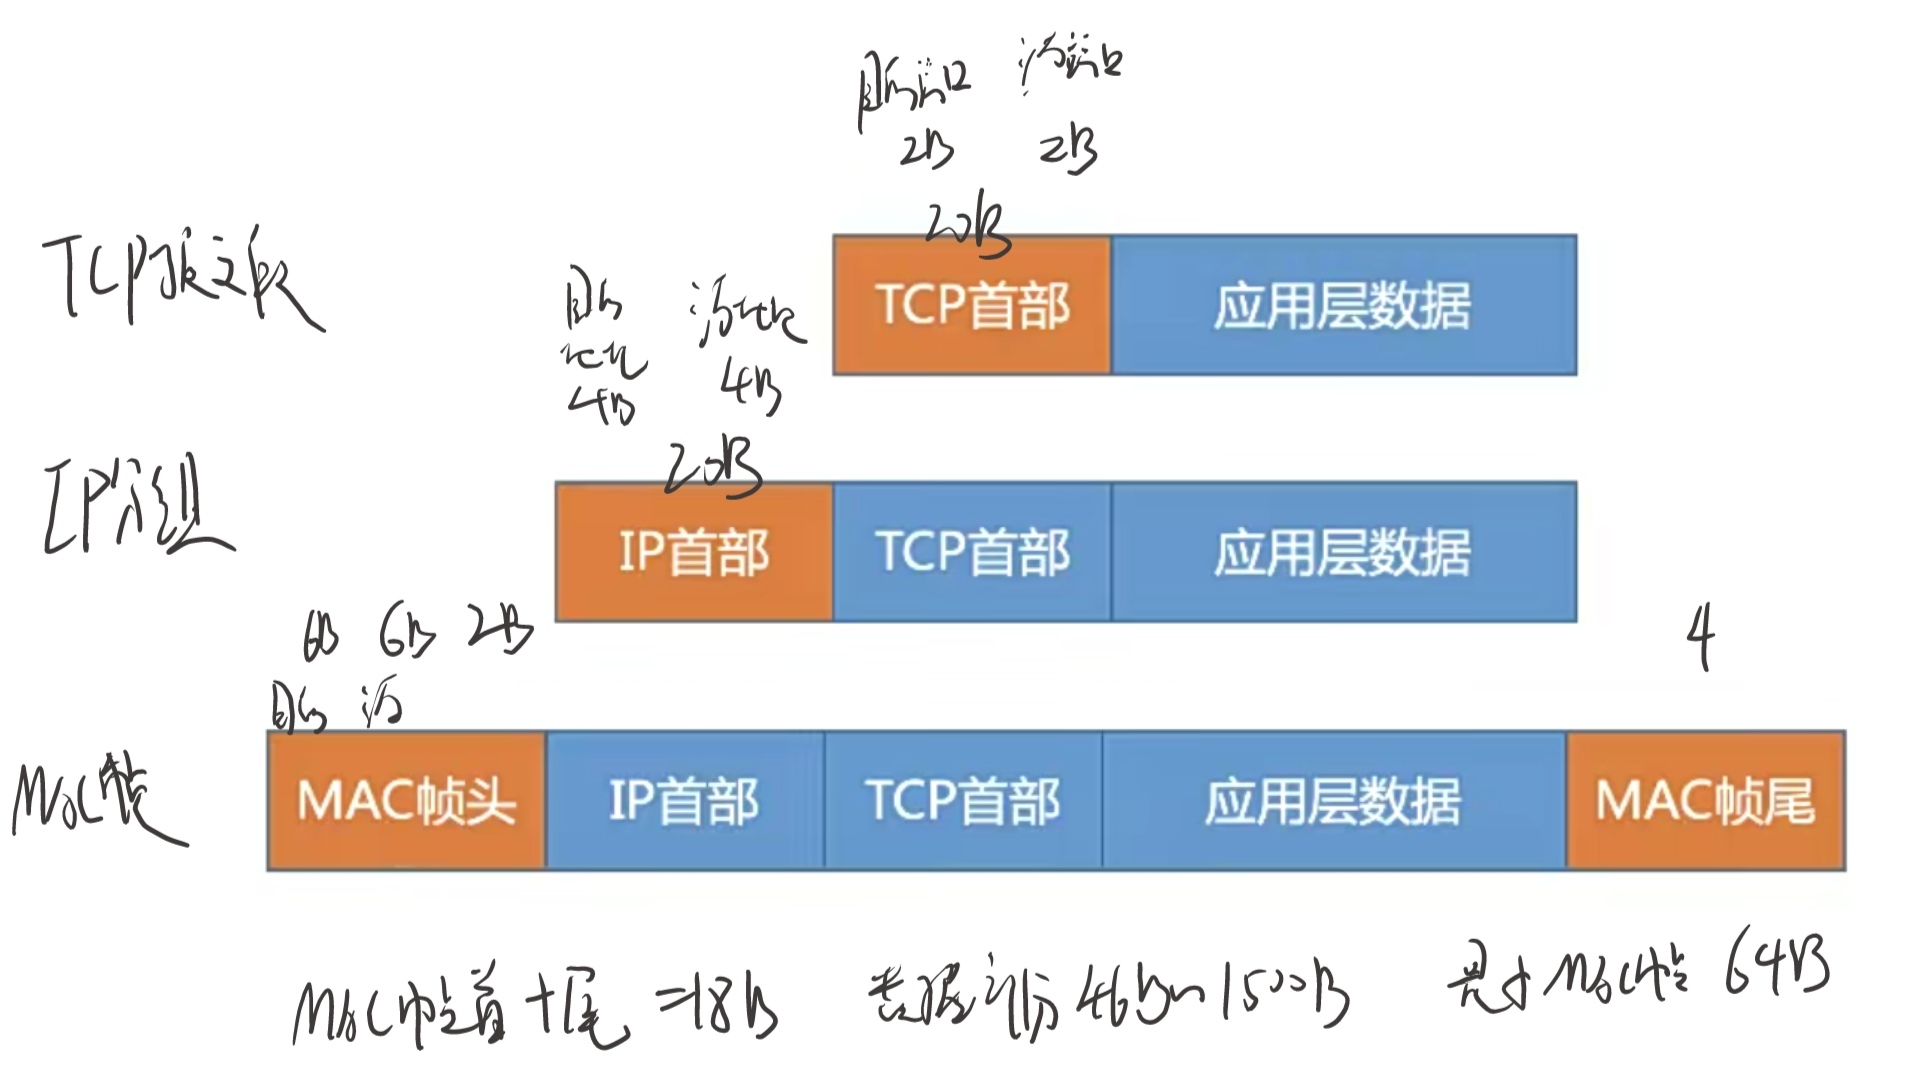 目的端口 源端口
2B 2B
20B
TCP报文段
TCP首部 应用层数据
目的 源地址
地址 4B
4B
20B
IP分组
IP首部 TCP首部 应用层数据
6B 6B 2B 4
目的 源
MAC帧
MAC帧头 IP首部 TCP首部 应用层数据 MAC帧尾
MAC帧首+尾=18B 数据部份46B~1500B 最小MAC帧 64B